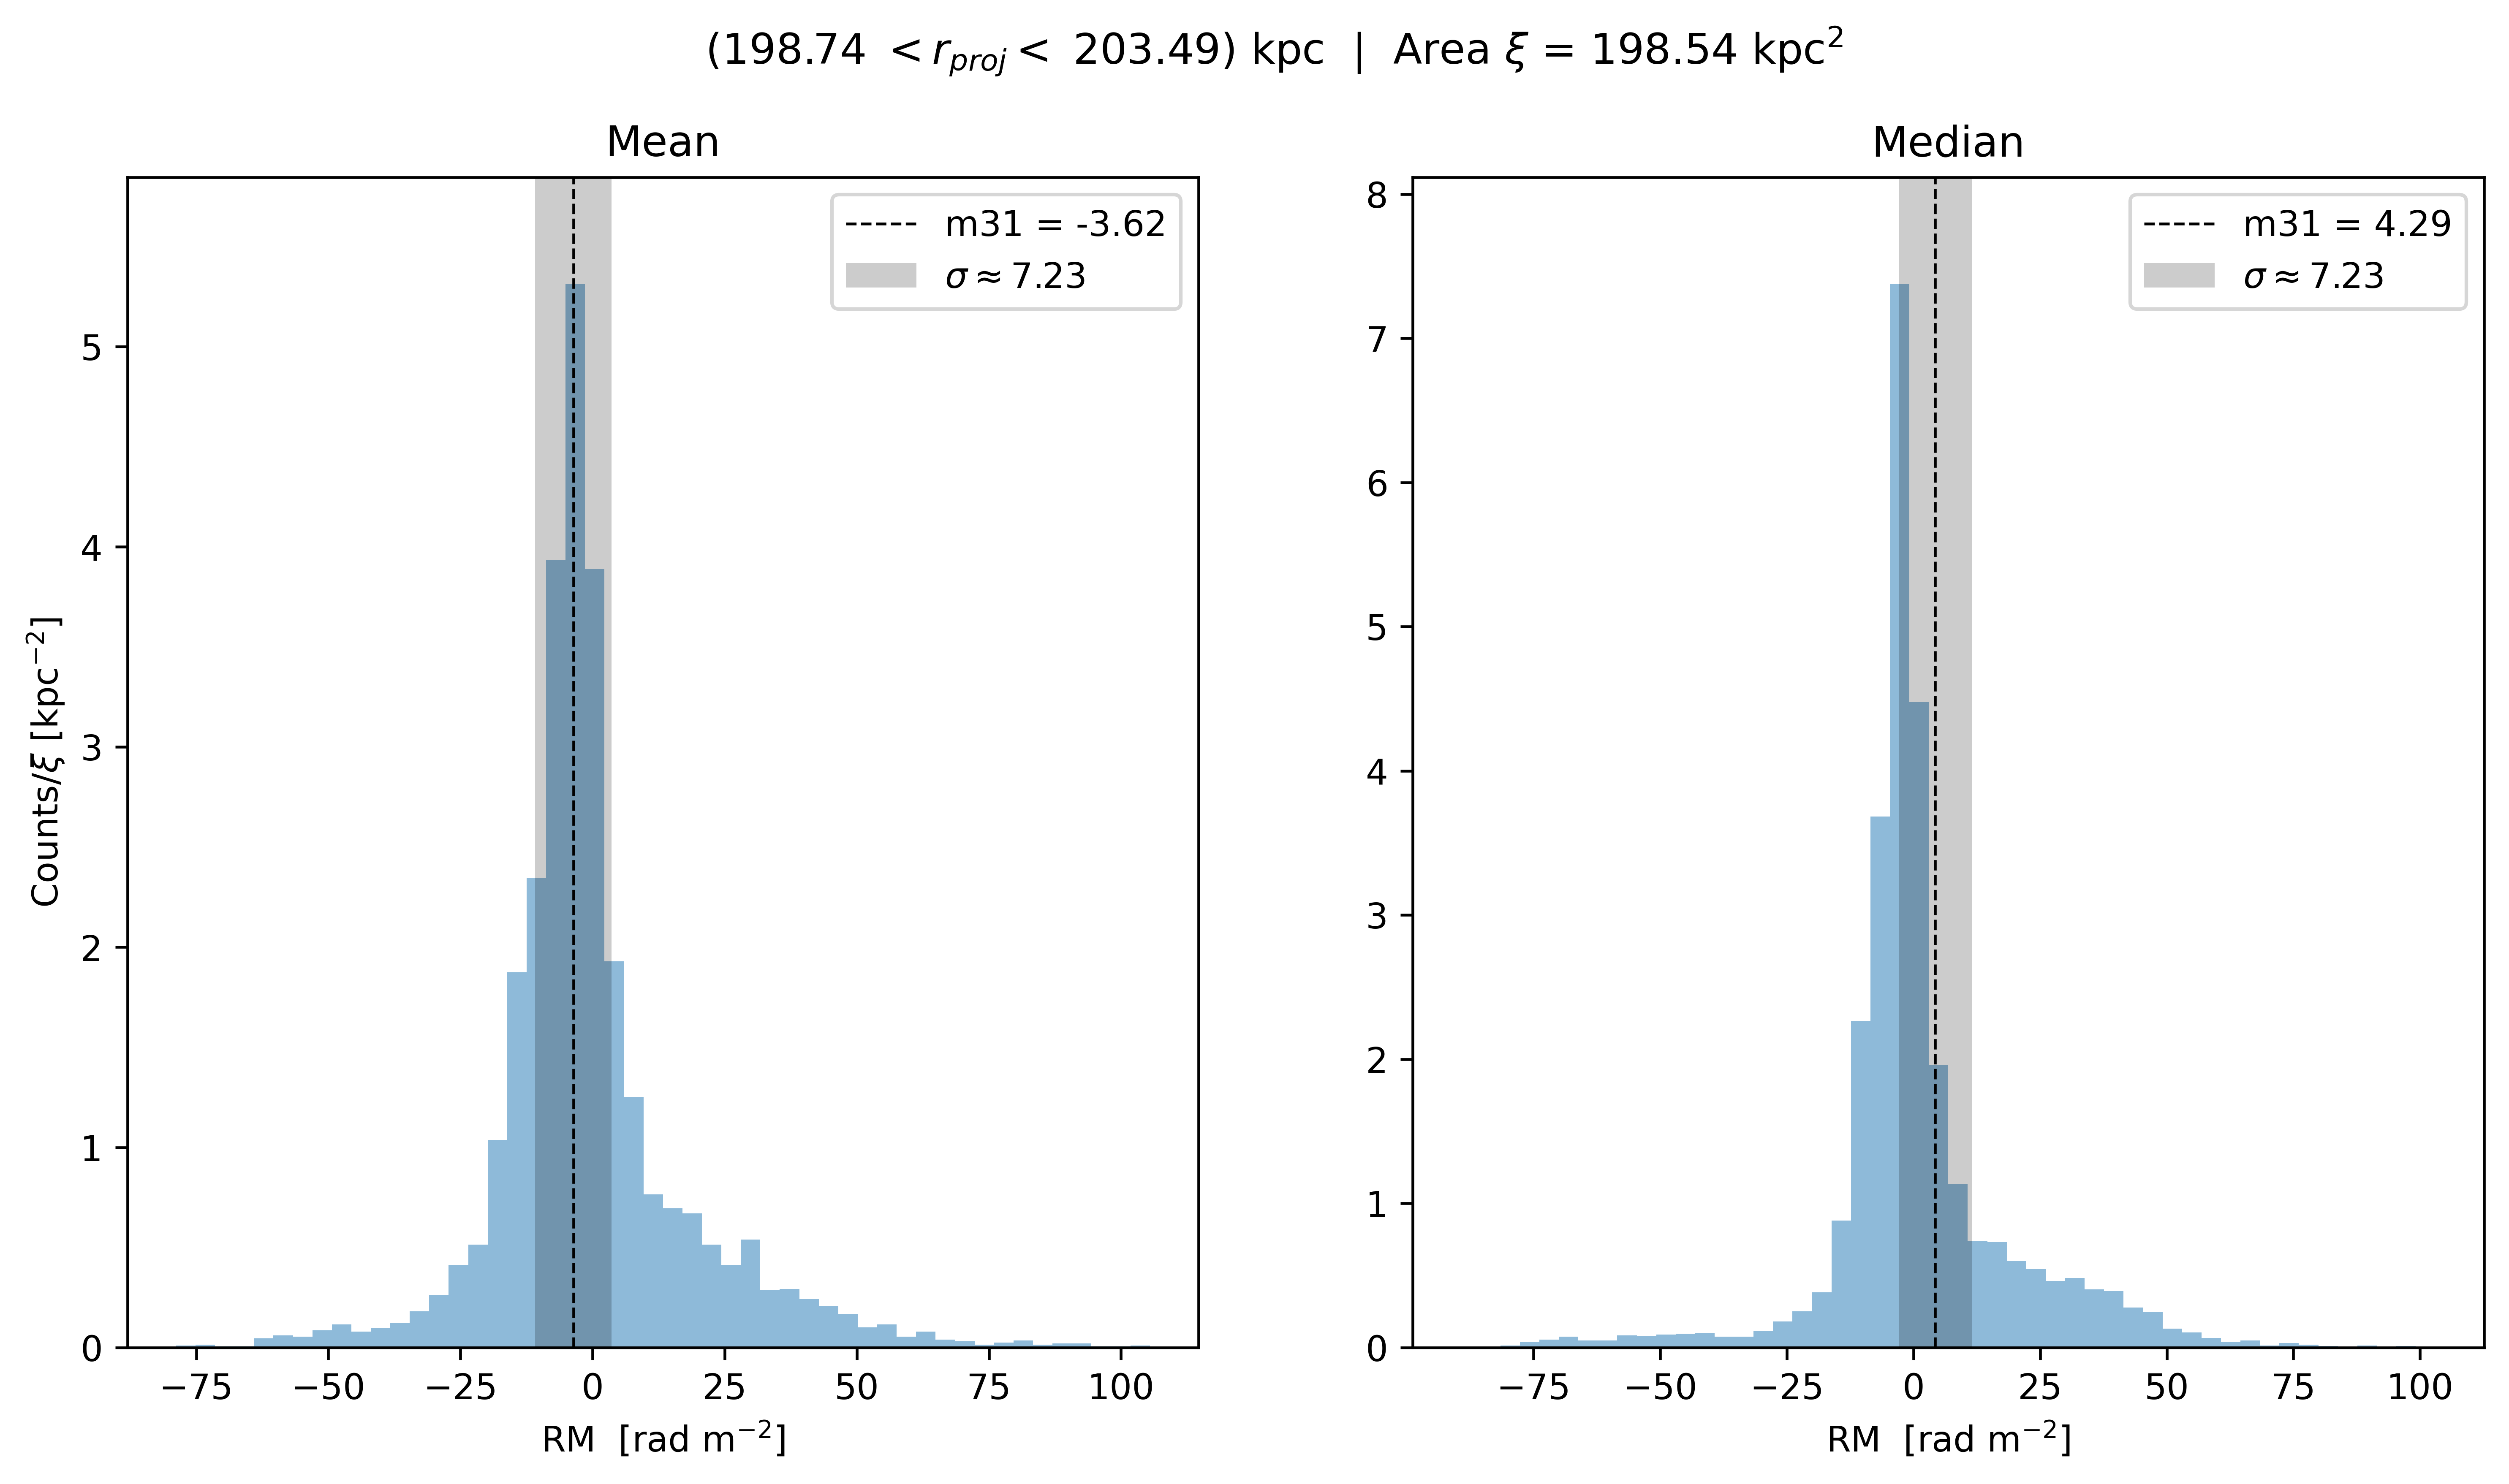 (198.74 < r_proj < 203.49) kpc | Area ξ = 198.54 kpc²
Mean
m31 = -3.62
σ ≈ 7.23
Counts/ξ [kpc⁻²]
5
4
3
2
1
0
−75 −50 −25 0 25 50 75 100
RM [rad m⁻²]
Median
m31 = 4.29
σ ≈ 7.23
8
7
6
5
4
3
2
1
0
−75 −50 −25 0 25 50 75 100
RM [rad m⁻²]